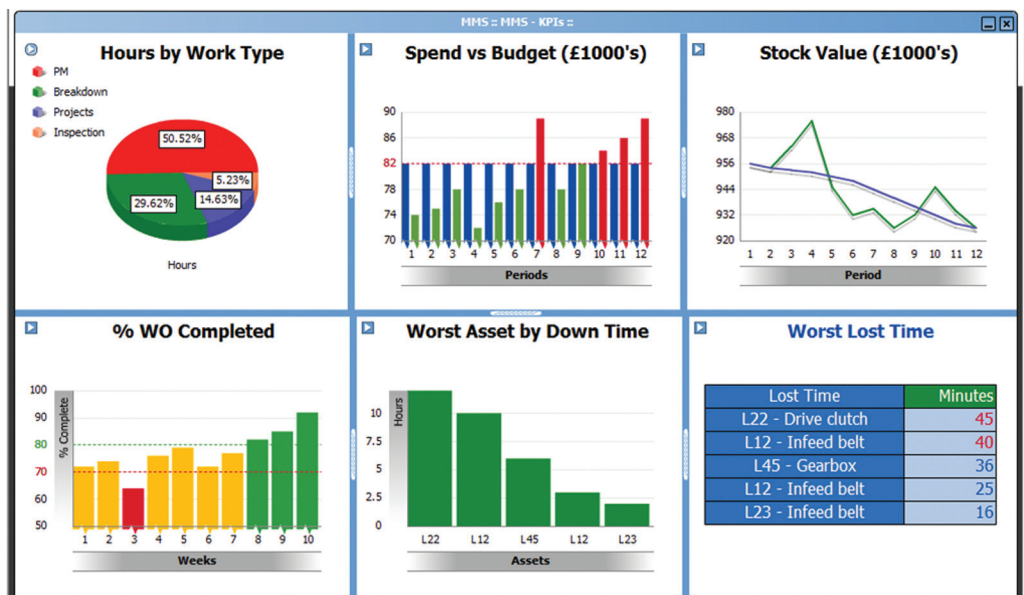 MMS :: MMS - KPIs ::
Hours by Work Type
PM
Breakdown
Projects
Inspection
50.52%
5.23%
14.63%
29.62%
Hours
Spend vs Budget (£1000's)
90
86
82
78
74
70
1 2 3 4 5 6 7 8 9 10 11 12
Periods
Stock Value (£1000's)
980
968
956
944
932
920
1 2 3 4 5 6 7 8 9 10 11 12
Period
% WO Completed
% Complete
100
90
80
70
60
50
1 2 3 4 5 6 7 8 9 10
Weeks
Worst Asset by Down Time
Hours
10
7.5
5
2.5
0
L22 L12 L45 L12 L23
Assets
Worst Lost Time
Lost Time Minutes
L22 - Drive clutch 45
L12 - Infeed belt 40
L45 - Gearbox 36
L12 - Infeed belt 25
L23 - Infeed belt 16